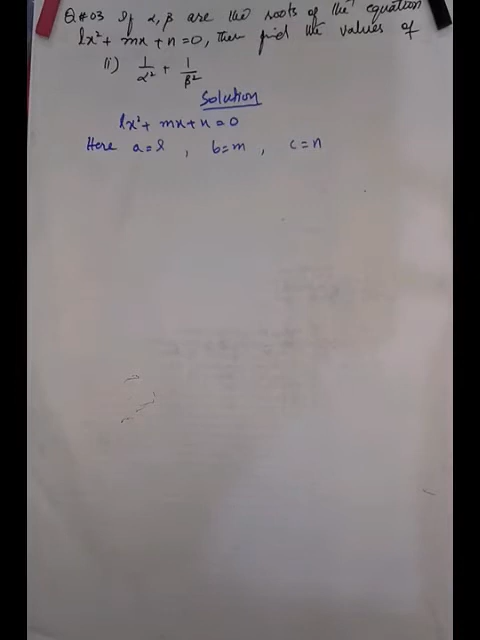 Q#03 If α, β are the roots of the equation
lx² + mx + n = 0, then find the values of
(i) 1/α² + 1/β²
Solution
lx² + mx + n = 0
Here a = l , b = m , c = n